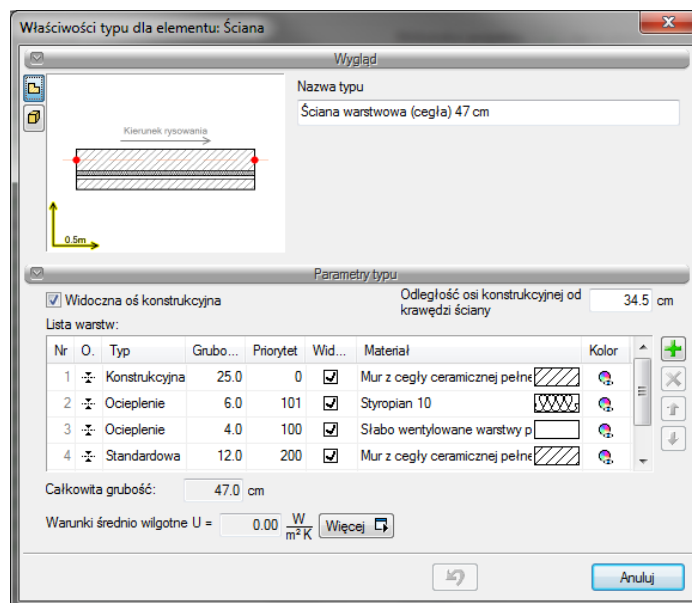 Właściwości typu dla elementu: Ściana
Wygląd
Nazwa typu
Ściana warstwowa (cegła) 47 cm
Kierunek rysowania
0.5m
Parametry typu
Widoczna oś konstrukcyjna
Odległość osi konstrukcyjnej od krawędzi ściany
34.5 cm
Lista warstw:
Nr O. Typ Grubo... Priorytet Wid... Materiał Kolor
1 Konstrukcyjna 25.0 0 Mur z cegły ceramicznej pełne
2 Ocieplenie 6.0 101 Styropian 10
3 Ocieplenie 4.0 100 Słabo wentylowane warstwy p
4 Standardowa 12.0 200 Mur z cegły ceramicznej pełne
Całkowita grubość: 47.0 cm
Warunki średnio wilgotne U = 0.00 W/m²K Więcej
Anuluj